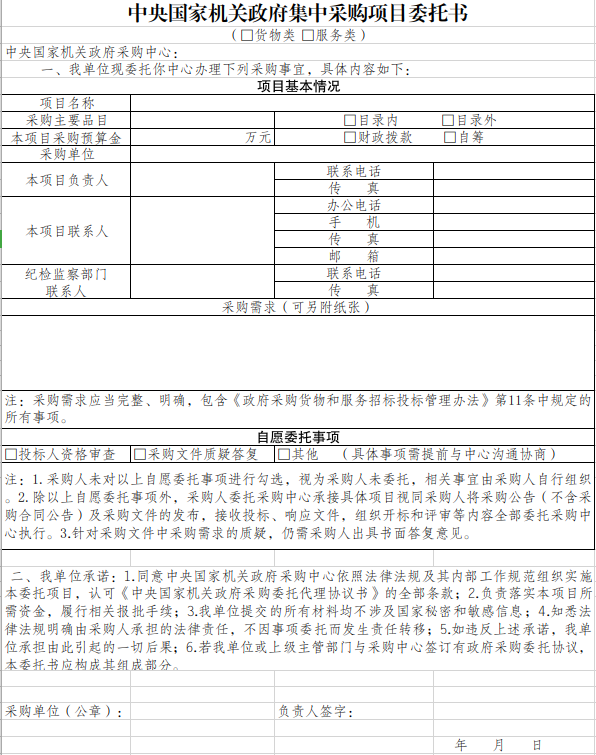 中央国家机关政府集中采购项目委托书
（□货物类 □服务类）
中央国家机关政府采购中心：
一、我单位现委托你中心办理下列采购事宜，具体内容如下：
项目基本情况
项目名称
采购主要品目 □目录内 □目录外
本项目采购预算金 万元 □财政拨款 □自筹
采购单位
本项目负责人 联系电话
传 真
本项目联系人 办公电话
手 机
传 真
邮 箱
纪检监察部门联系人 联系电话
传 真
采购需求（可另附纸张）
注：采购需求应当完整、明确，包含《政府采购货物和服务招标投标管理办法》第11条中规定的
所有事项。
自愿委托事项
□投标人资格审查 □采购文件质疑答复 □其他 （具体事项需提前与中心沟通协商）
注：1.采购人未对以上自愿委托事项进行勾选，视为采购人未委托，相关事宜由采购人自行组织
。2.除以上自愿委托事项外，采购人委托采购中心承接具体项目视同采购人将采购公告（不含采
购合同公告）及采购文件的发布，接收投标、响应文件，组织开标和评审等内容全部委托采购中
心执行。3.针对采购文件中采购需求的质疑，仍需采购人出具书面答复意见。
二、我单位承诺：1.同意中央国家机关政府采购中心依照法律法规及其内部工作规范组织实施
本委托项目，认可《中央国家机关政府采购委托代理协议书》的全部条款；2.负责落实本项目所
需资金，履行相关报批手续；3.我单位提交的所有材料均不涉及国家秘密和敏感信息；4.知悉法
律法规明确由采购人承担的法律责任，不因事项委托而发生责任转移；5.如违反上述承诺，我单
位承担由此引起的一切后果；6.若我单位或上级主管部门与采购中心签订有政府采购委托协议，
本委托书应构成其组成部分。
采购单位（公章）： 负责人签字：
年 月 日